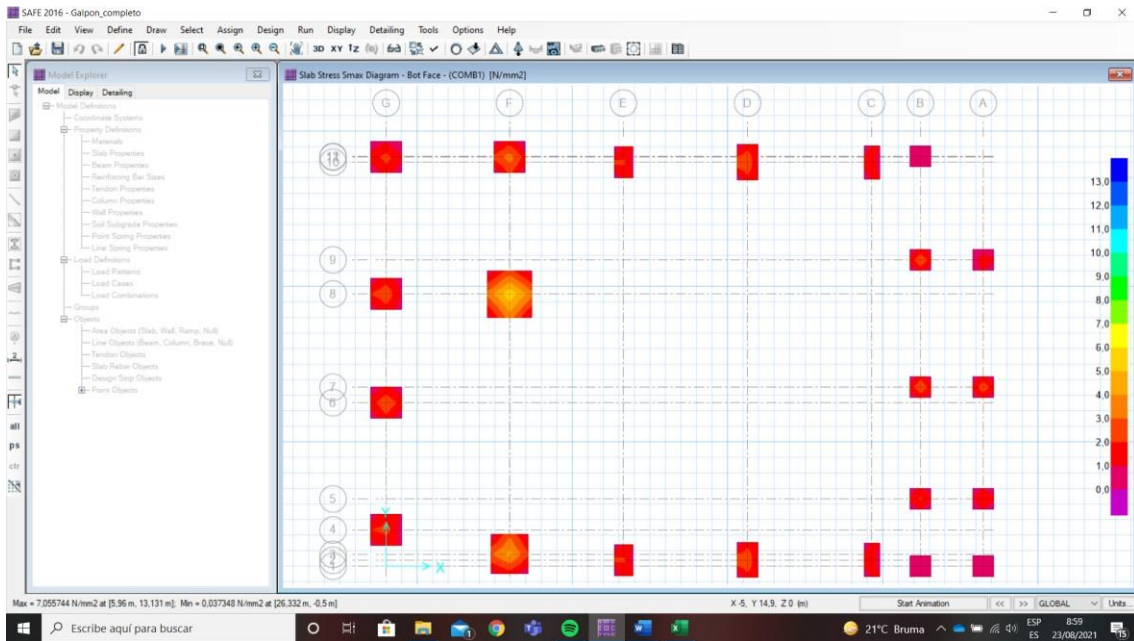 SAFE 2016 - Galpon_completo
File Edit View Define Draw Select Assign Design Run Display Detailing Tools Options Help
3D XY
Model Explorer
Model Display Detailing
Model Definitions
Coordinate Systems
Property Definitions
Materials
Slab Properties
Beam Properties
Reinforcing Bar Sizes
Tendon Properties
Column Properties
Wall Properties
Soil Subgrade Properties
Point Spring Properties
Line Spring Properties
Load Definitions
Load Patterns
Load Cases
Load Combinations
Groups
Objects
Area Objects (Slab, Wall, Ramp, Null)
Line Objects (Beam, Column, Brace, Null)
Tendon Objects
Slab Rebar Objects
Design Strip Objects
Point Objects
all
ps
clr
Slab Stress Smax Diagram - Bot Face - (COMB1) [N/mm2]
G F E D C B A
9
8
7
6
5
4
Y
X
13,0
12,0
11,0
10,0
9,0
8,0
7,0
6,0
5,0
4,0
3,0
2,0
1,0
0,0
Max = 7,055744 N/mm2 at [5,96 m, 13,131 m]; Min = 0,037348 N/mm2 at [26,332 m, -0,5 m]
X -5, Y 14,9, Z 0 (m)
Start Animation << >> GLOBAL Units...
Escribe aquí para buscar
21°C Bruma
ESP
ES
8:59
23/08/2021